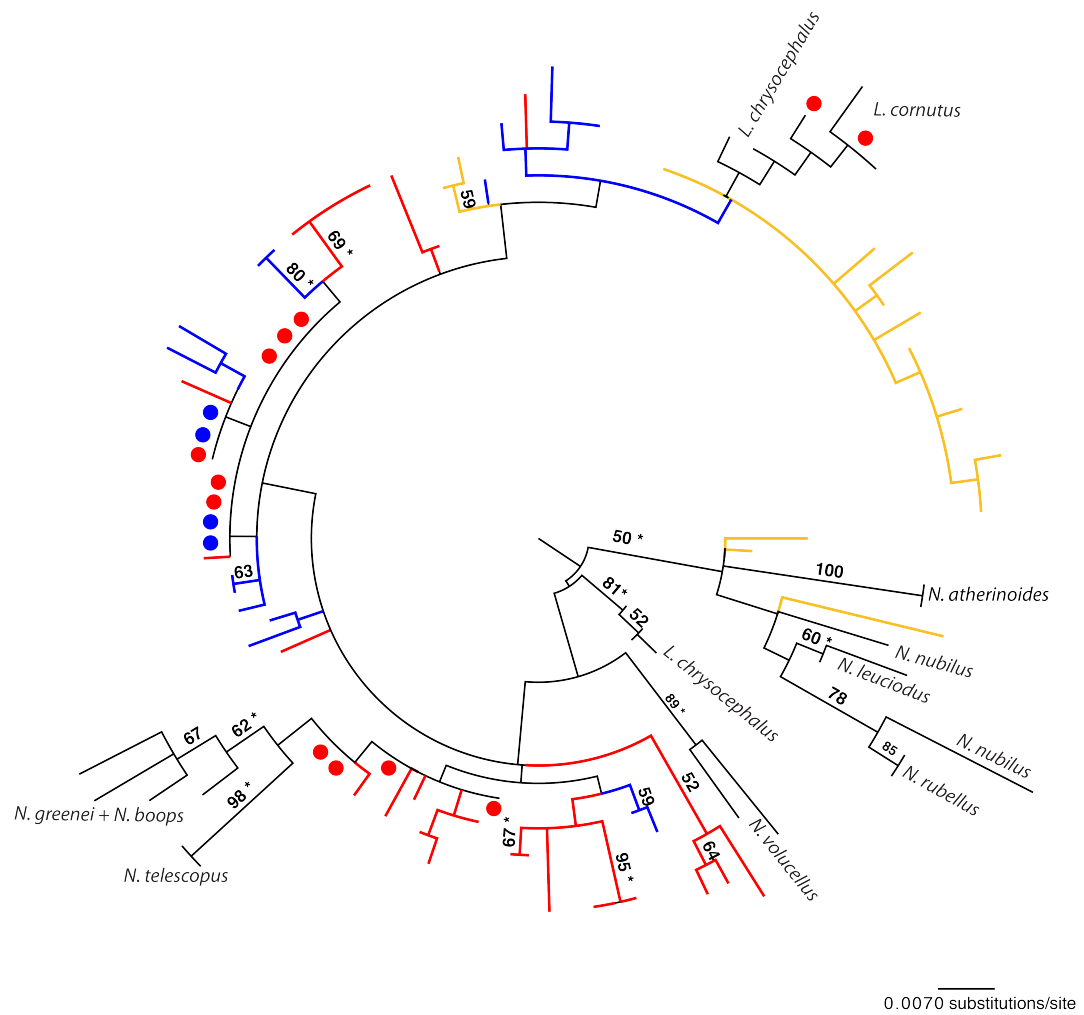 L. chrysocephalus
L. cornutus
59
69 *
80 *
63
50 *
100
81*
52
N. atherinoides
60 *
N. nubilus
N. leuciodus
L. chrysocephalus
78
89 *
85
N. nubilus
N. rubellus
67
62 *
98 *
N. greenei + N. boops
N. telescopus
52
59
67 *
64
95 *
N. volucellus
0.0070 substitutions/site